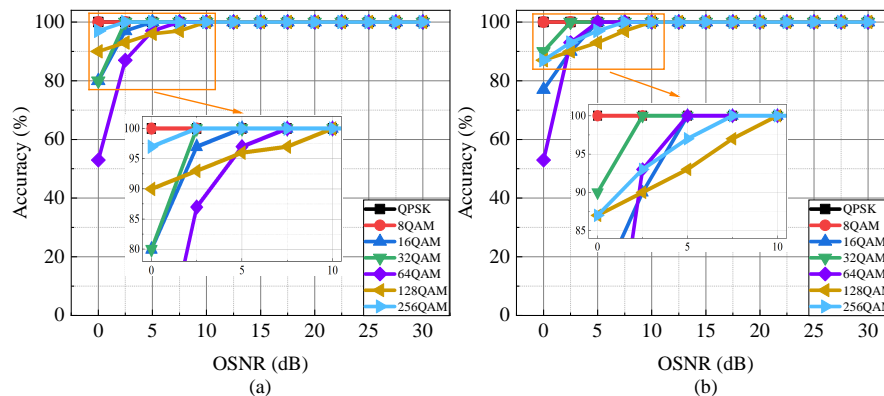 100
80
60
40
20
0
Accuracy (%)
100
95
90
85
80
0
5
10
QPSK
8QAM
16QAM
32QAM
64QAM
128QAM
256QAM
0 5 10 15 20 25 30
OSNR (dB)
(a)
100
80
60
40
20
0
Accuracy (%)
100
95
90
85
0
5
10
QPSK
8QAM
16QAM
32QAM
64QAM
128QAM
256QAM
0 5 10 15 20 25 30
OSNR (dB)
(b)